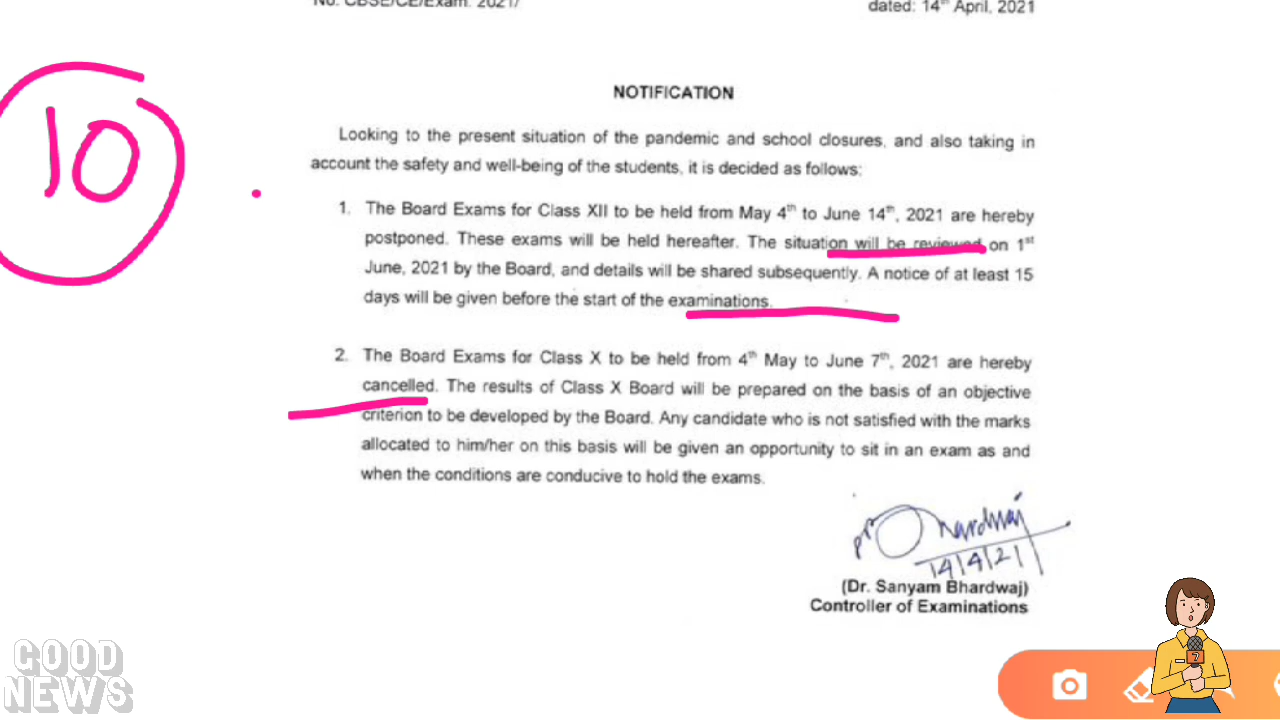 No. CBSE/CE/Exam. 2021/ dated: 14th April, 2021
10
NOTIFICATION
Looking to the present situation of the pandemic and school closures, and also taking in
account the safety and well-being of the students, it is decided as follows:
1. The Board Exams for Class XII to be held from May 4th to June 14th, 2021 are hereby
postponed. These exams will be held hereafter. The situation will be reviewed on 1st
June, 2021 by the Board, and details will be shared subsequently. A notice of at least 15
days will be given before the start of the examinations.
2. The Board Exams for Class X to be held from 4th May to June 7th, 2021 are hereby
cancelled. The results of Class X Board will be prepared on the basis of an objective
criterion to be developed by the Board. Any candidate who is not satisfied with the marks
allocated to him/her on this basis will be given an opportunity to sit in an exam as and
when the conditions are conducive to hold the exams.
14/4/21
(Dr. Sanyam Bhardwaj)
Controller of Examinations
7
GOOD
NEWS